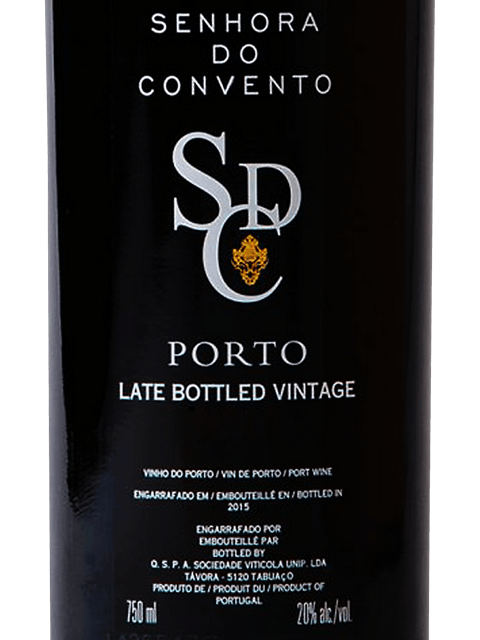 SENHORA
DO
CONVENTO
SDC
PORTO
LATE BOTTLED VINTAGE
VINHO DO PORTO / VIN DE PORTO / PORT WINE
ENGARRAFADO EM / EMBOUTEILLÉ EN / BOTTLED IN
2015
ENGARRAFADO POR
EMBOUTEILLÉ PAR
BOTTLED BY
Q. S. P. A. SOCIEDADE VITICOLA UNIP. LDA
TÁVORA - 5120 TABUAÇO
PRODUTO DE / PRODUIT DU / PRODUCT OF
PORTUGAL
750 ml 20% alc./vol.